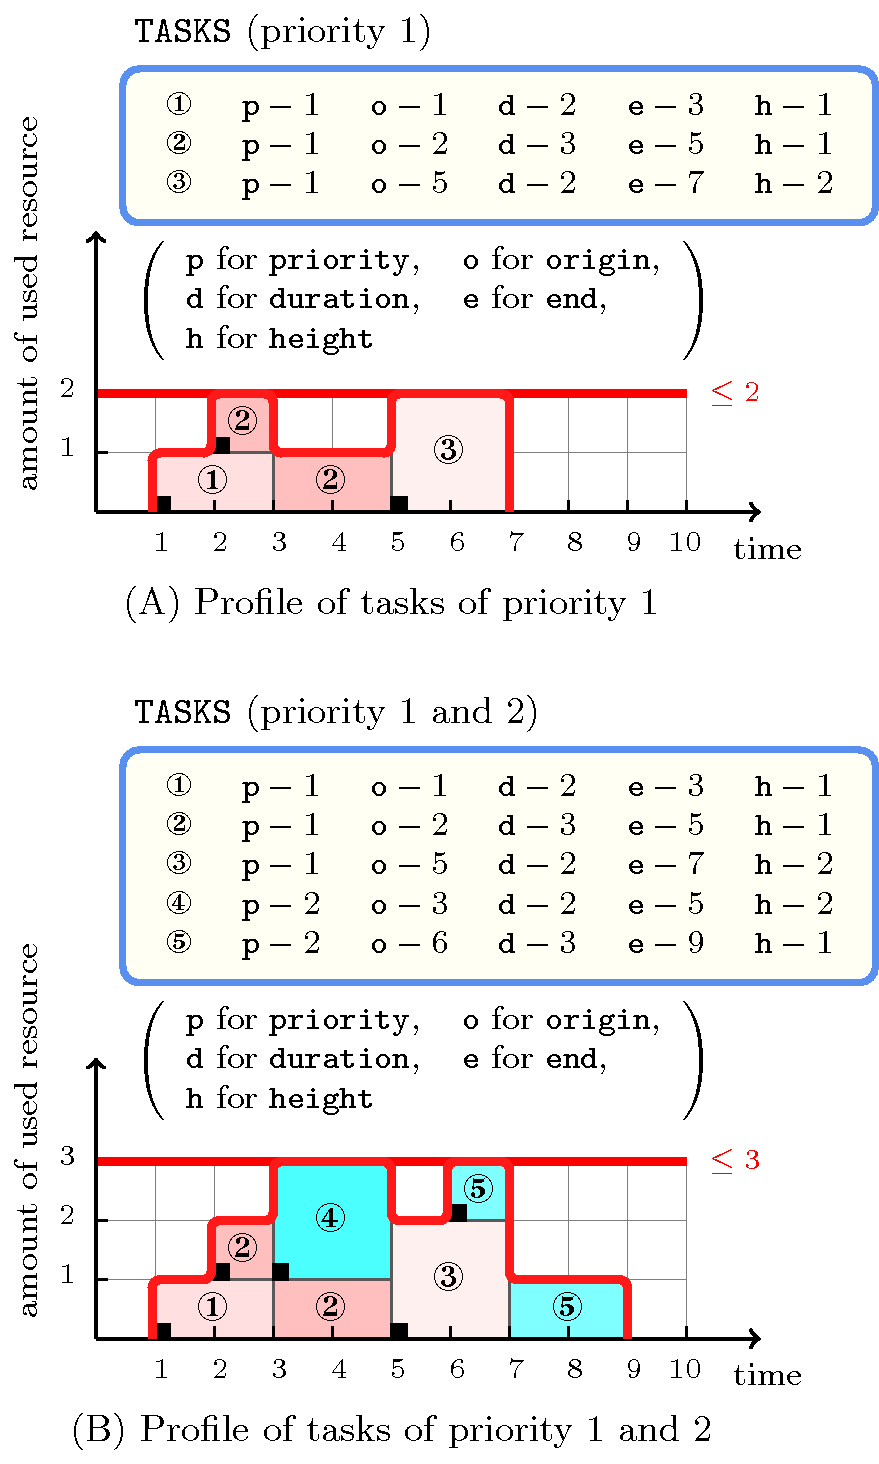 TASKS (priority 1)
① p – 1 o – 1 d – 2 e – 3 h – 1
② p – 1 o – 2 d – 3 e – 5 h – 1
③ p – 1 o – 5 d – 2 e – 7 h – 2
p for priority, o for origin,
d for duration, e for end,
h for height
amount of used resource
2
≤ 2
②
1
③
① ②
1 2 3 4 5 6 7 8 9 10
time
(A) Profile of tasks of priority 1
TASKS (priority 1 and 2)
① p – 1 o – 1 d – 2 e – 3 h – 1
② p – 1 o – 2 d – 3 e – 5 h – 1
③ p – 1 o – 5 d – 2 e – 7 h – 2
④ p – 2 o – 3 d – 2 e – 5 h – 2
⑤ p – 2 o – 6 d – 3 e – 9 h – 1
p for priority, o for origin,
d for duration, e for end,
h for height
amount of used resource
3
≤ 3
⑤
2
④
②
1
③
① ② ⑤
1 2 3 4 5 6 7 8 9 10
time
(B) Profile of tasks of priority 1 and 2